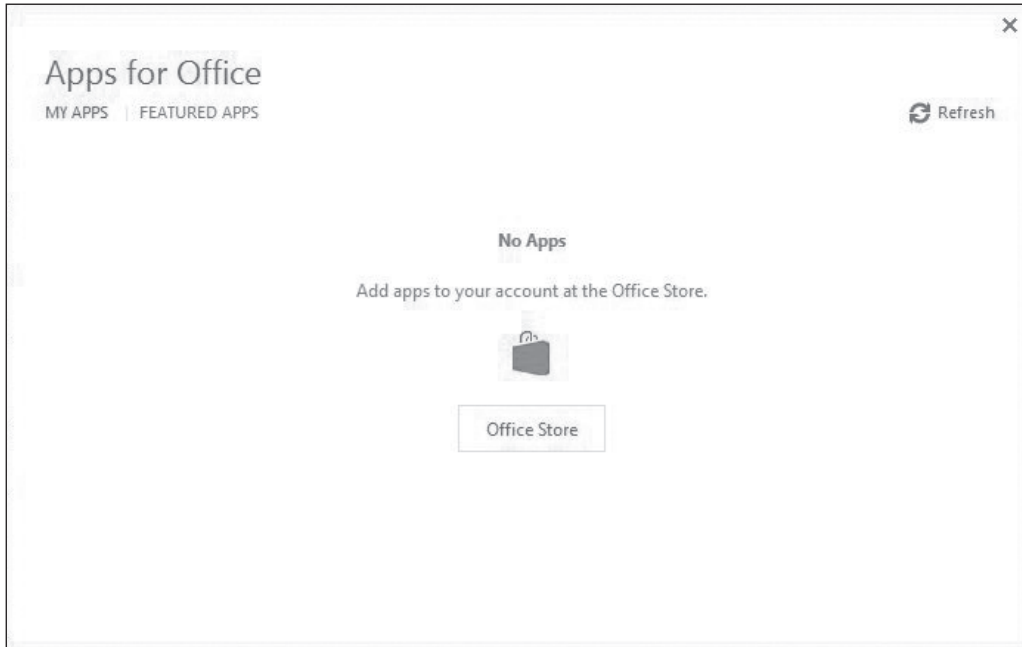 Apps for Office
MY APPS | FEATURED APPS
Refresh
No Apps
Add apps to your account at the Office Store.
Office Store